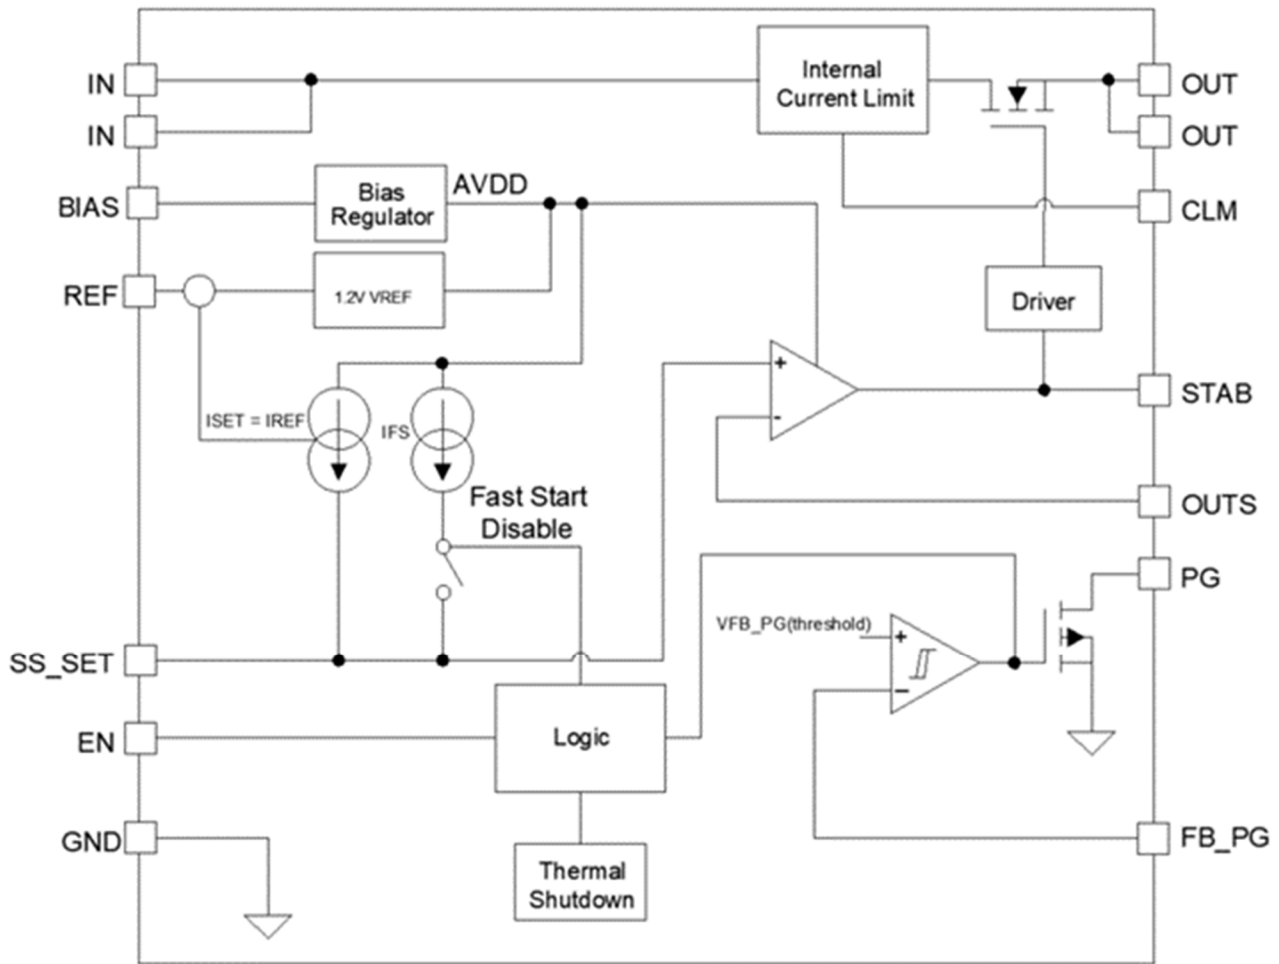 IN
Internal
Current Limit
OUT
IN
OUT
BIAS
Bias
Regulator
AVDD
CLM
REF
1.2V VREF
Driver
+
ISET = IREF
IFS
-
STAB
Fast Start
Disable
OUTS
PG
VFB_PG(threshold)
+
SS_SET
−
EN
Logic
GND
FB_PG
Thermal
Shutdown